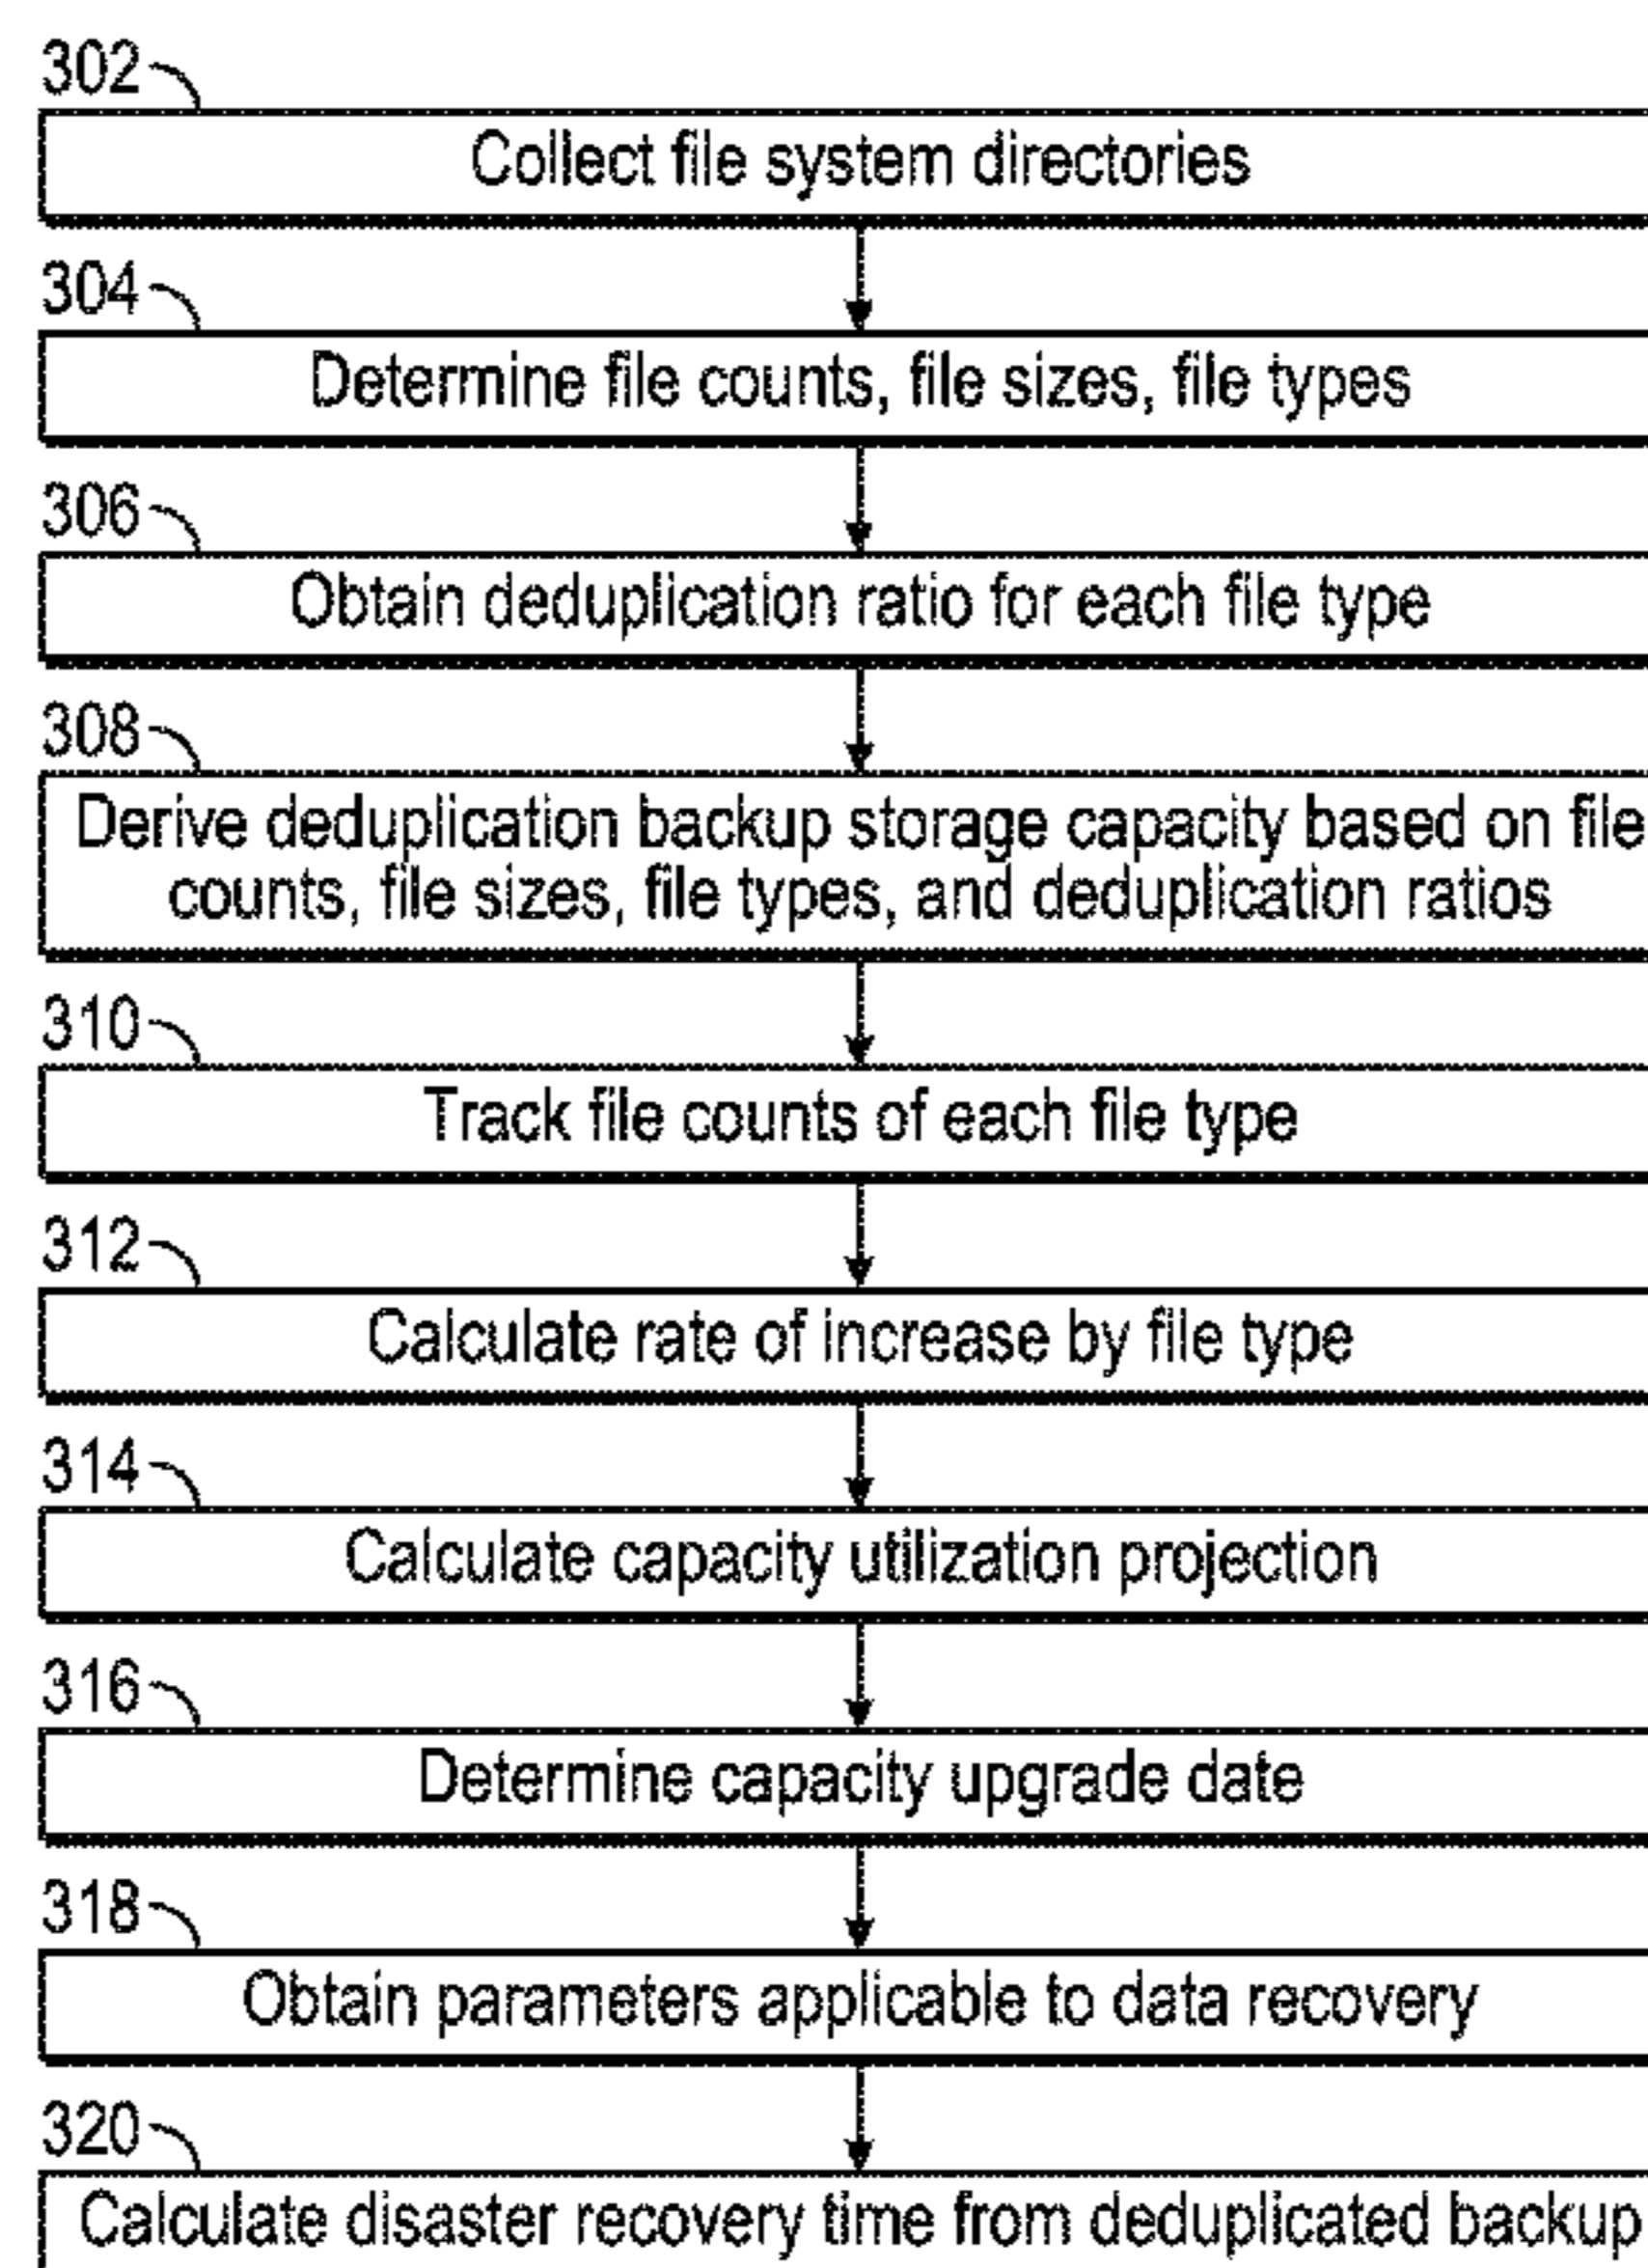 302
Collect file system directories
304
Determine file counts, file sizes, file types
306
Obtain deduplication ratio for each file type
308
Derive deduplication backup storage capacity based on file
counts, file sizes, file types, and deduplication ratios
310
Track file counts of each file type
312
Calculate rate of increase by file type
314
Calculate capacity utilization projection
316
Determine capacity upgrade date
318
Obtain parameters applicable to data recovery
320
Calculate disaster recovery time from deduplicated backup